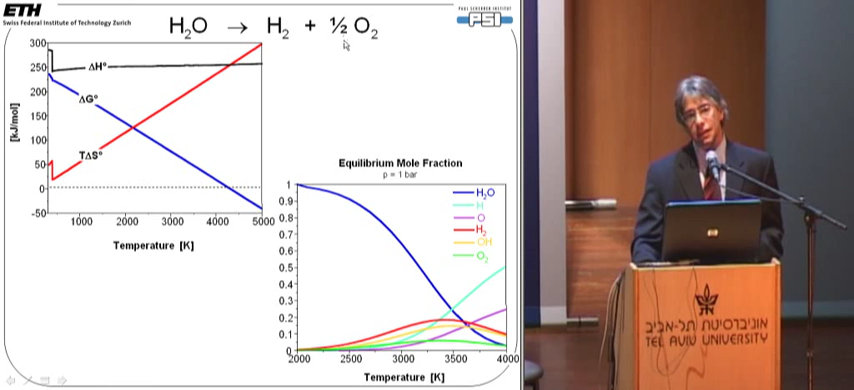 ETH
Swiss Federal Institute of Technology Zurich
H₂O → H₂ + ½ O₂
PAUL SCHERRER INSTITUT
PSI
300
250
200
150
100
50
0
-50
[kJ/mol]
ΔH°
ΔG°
TΔS°
1000 2000 3000 4000 5000
Temperature [K]
Equilibrium Mole Fraction
p = 1 bar
1
0.9
0.8
0.7
0.6
0.5
0.4
0.3
0.2
0.1
0
H₂O
H
O
H₂
OH
O₂
2000 2500 3000 3500 4000
Temperature [K]
hp
אוניברסיטת תל-אביב
TEL AVIV UNIVERSITY